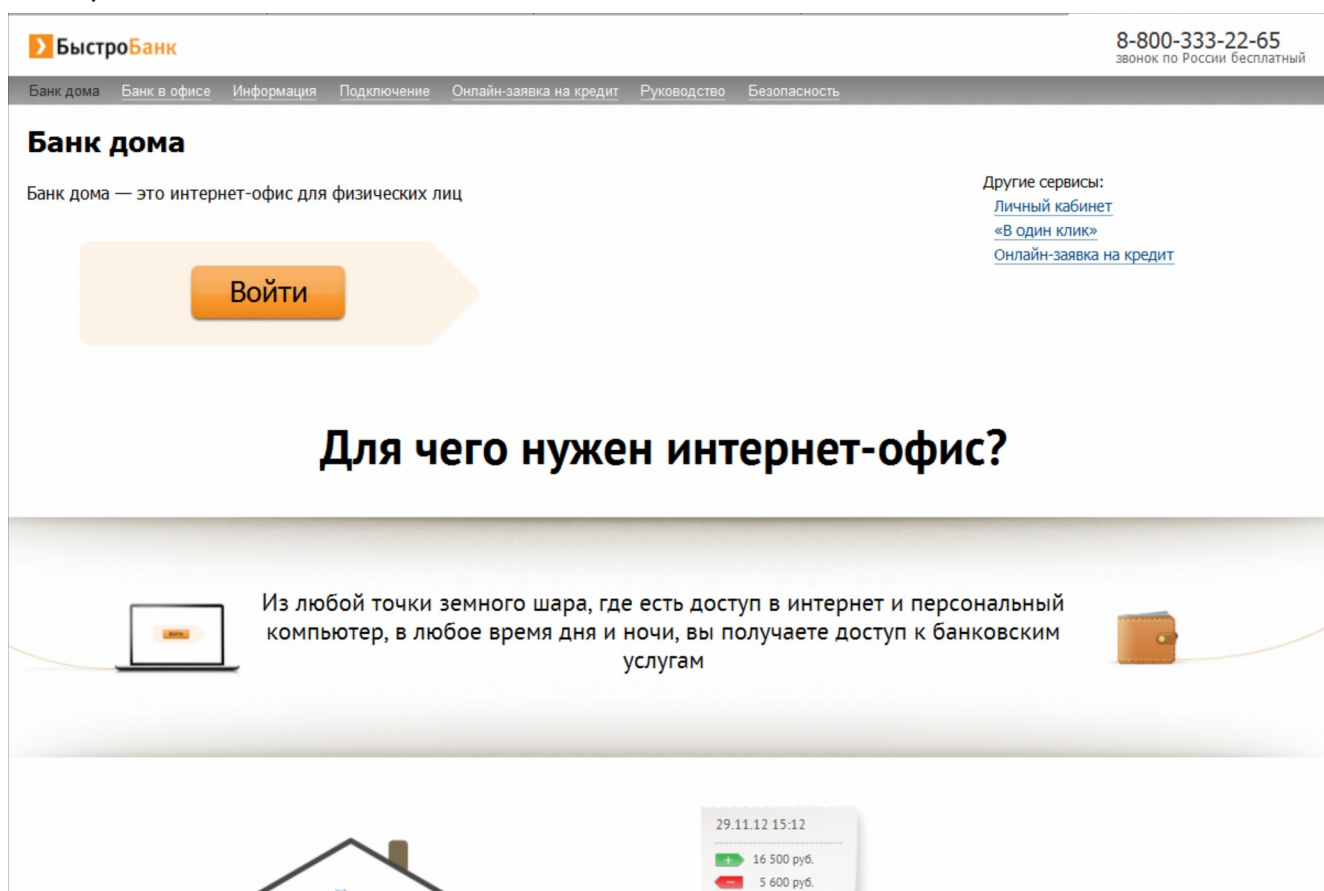 БыстроБанк
8-800-333-22-65
звонок по России бесплатный
Банк дома Банк в офисе Информация Подключение Онлайн-заявка на кредит Руководство Безопасность
Банк дома
Банк дома — это интернет-офис для физических лиц
Другие сервисы:
Личный кабинет
«В один клик»
Онлайн-заявка на кредит
Войти
Для чего нужен интернет-офис?
Из любой точки земного шара, где есть доступ в интернет и персональный
компьютер, в любое время дня и ночи, вы получаете доступ к банковским
услугам
Войти
29.11.12 15:12
+ 16 500 руб.
− 5 600 руб.